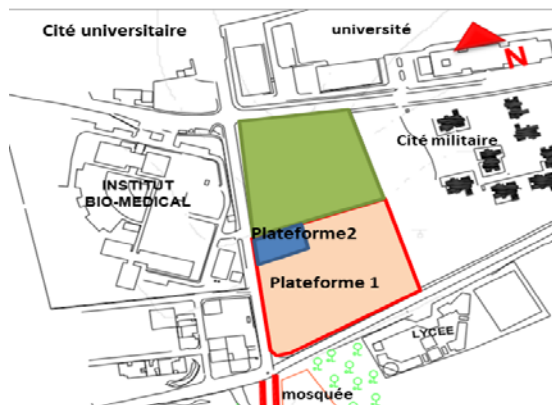 Cité universitaire
université
N
Cité militaire
INSTITUT
BIO-MEDICAL
Plateforme2
Plateforme 1
LYCEE
mosquée